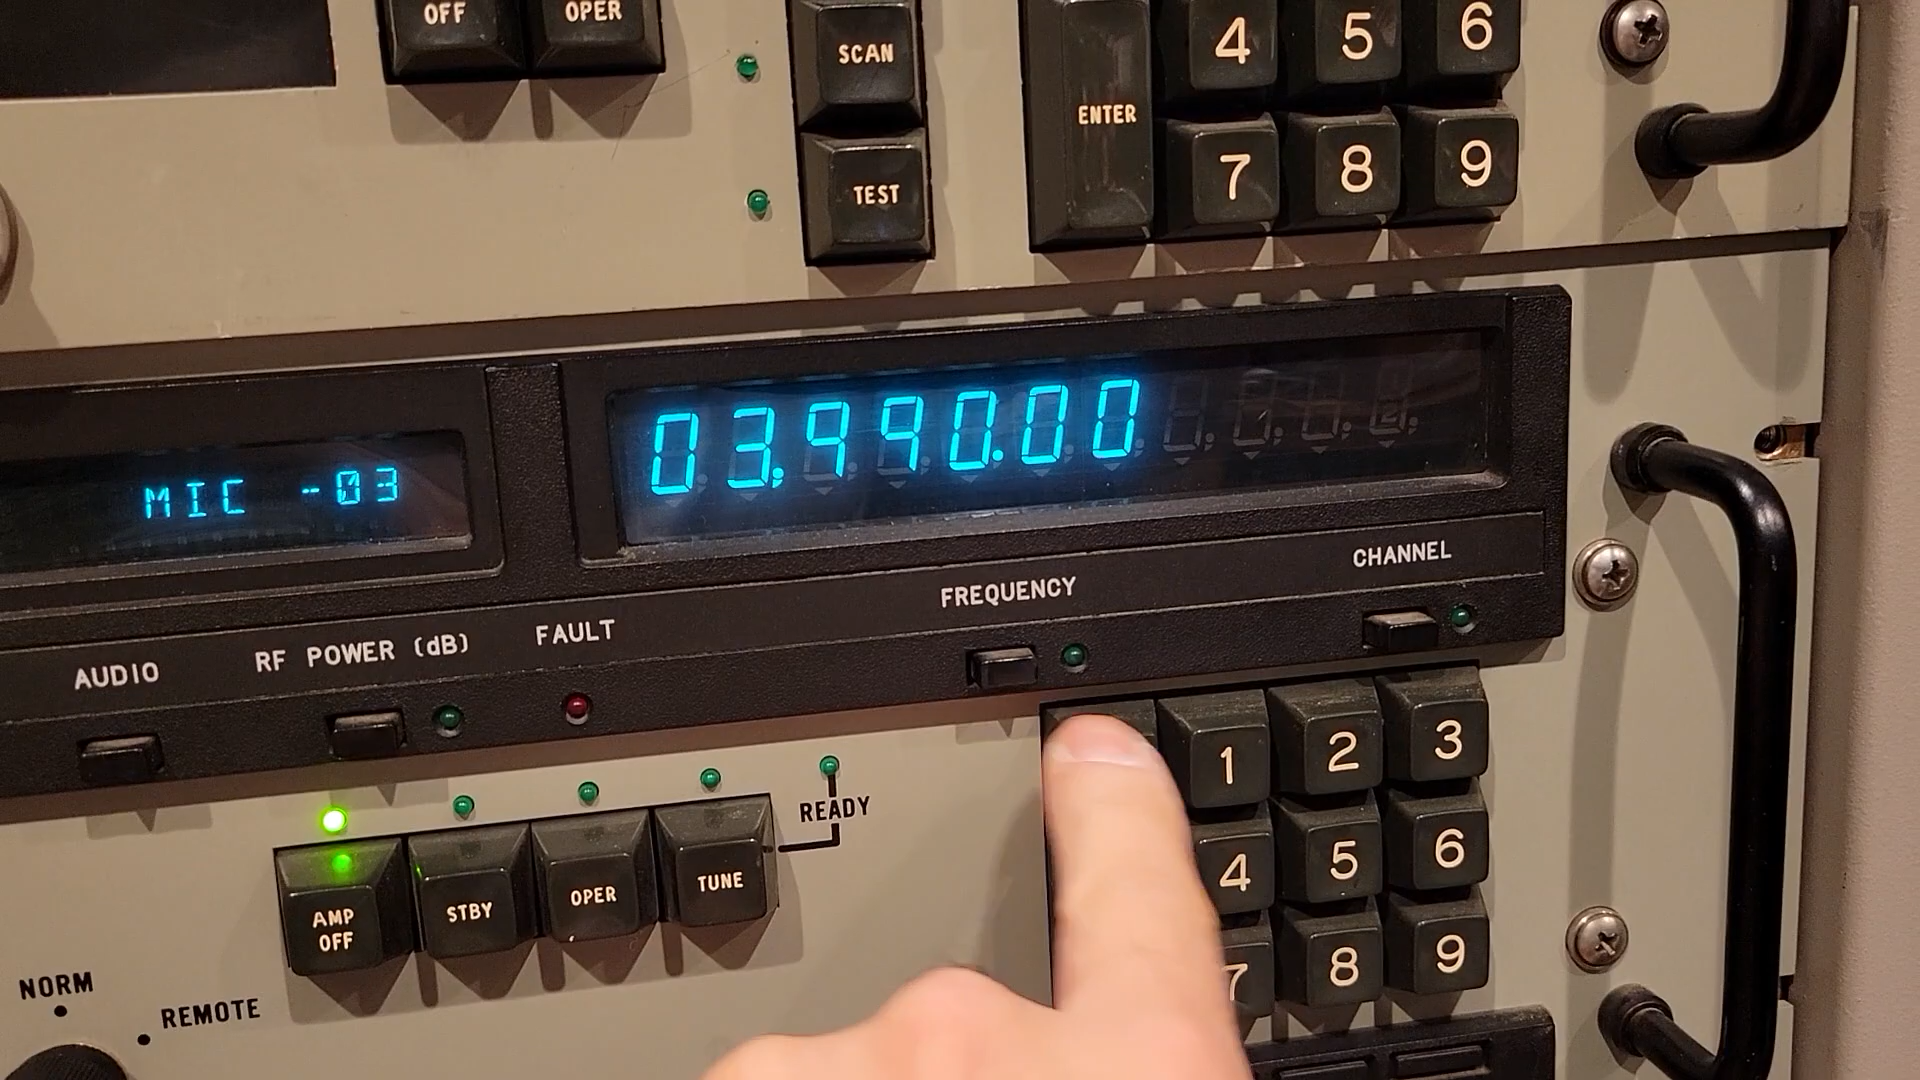 OFF OPER
SCAN
TEST
ENTER
4 5 6
7 8 9
MIC -03
03.990.00
AUDIO
RF POWER (dB)
FAULT
FREQUENCY
CHANNEL
READY
AMP OFF
STBY
OPER
TUNE
1 2 3
4 5 6
7 8 9
NORM
REMOTE